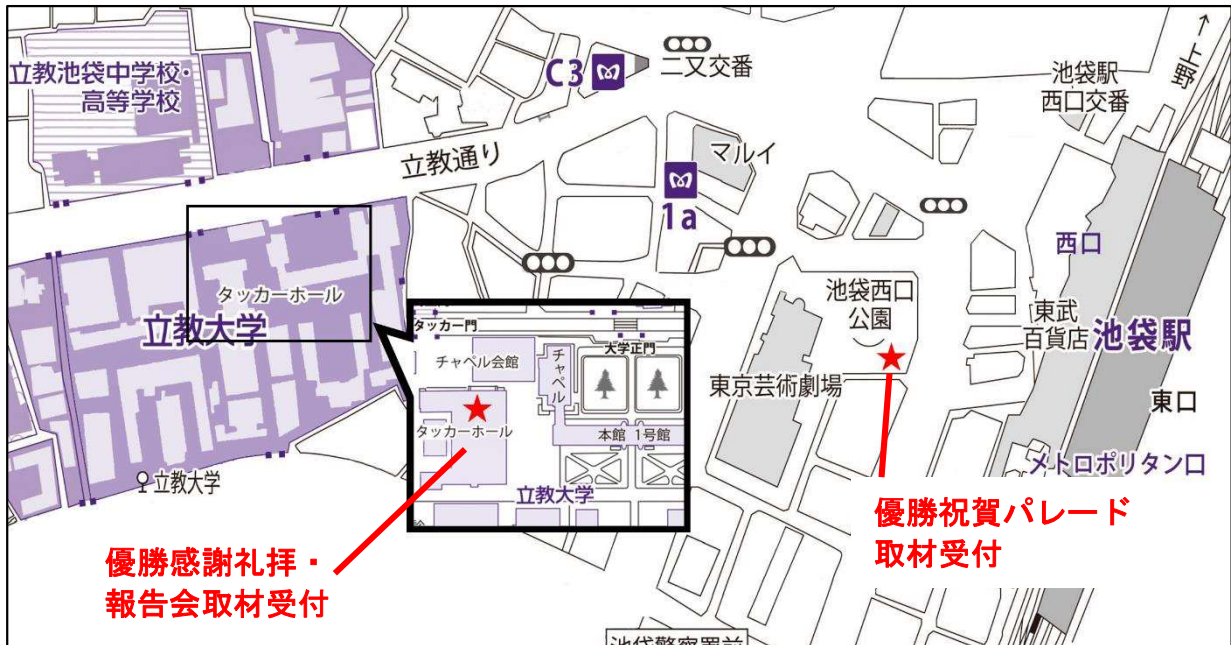 立教池袋中学校・
高等学校
C3
二又交番
池袋駅
西口交番
↑上野
立教通り
マルイ
1a
西口
タッカーホール
立教大学
池袋西口
公園
東武
百貨店
池袋駅
東京芸術劇場
東口
メトロポリタン口
タッカー門
大学正門
チャペル会館
チャペル
タッカーホール
本館 1号館
立教大学
立教大学
優勝祝賀パレード
取材受付
優勝感謝礼拝・
報告会取材受付
池袋警察署前